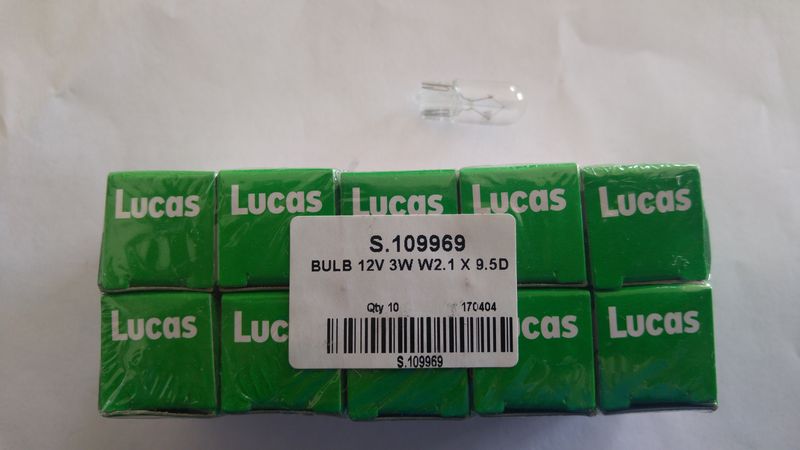 Lucas Lucas Lucas Lucas Lucas
S.109969
BULB 12V 3W W2.1 X 9.5D
Qty 10 170404
S.109969
Lucas Luc cas Lucas